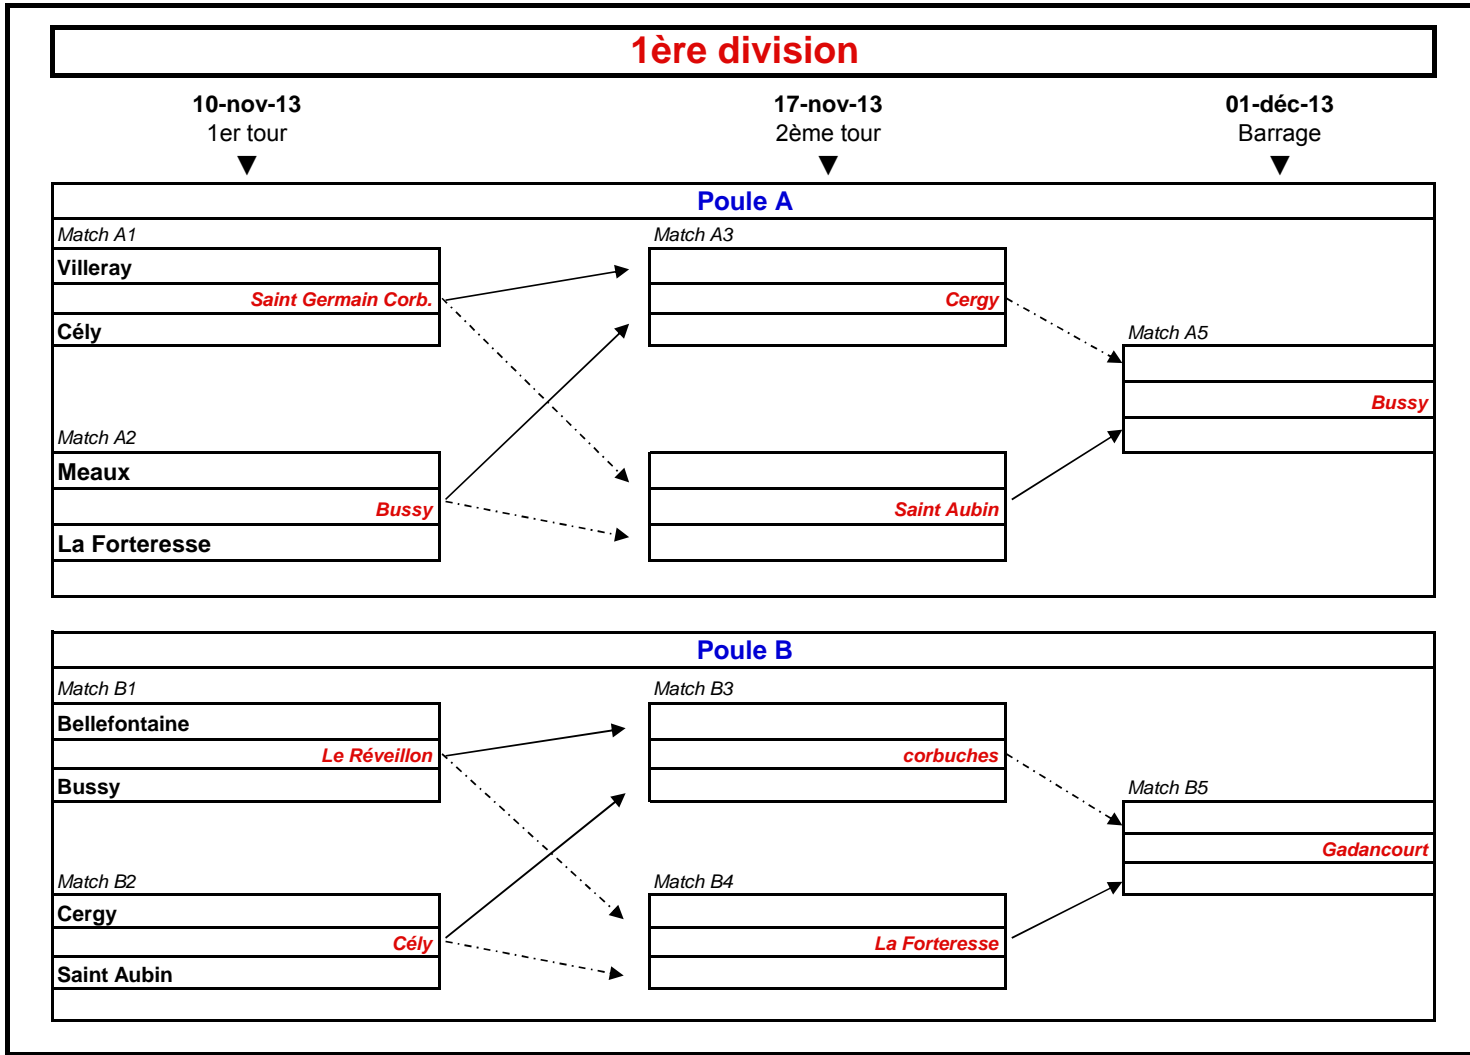 1ère division
10-nov-13 17-nov-13 01-déc-13
1er tour 2ème tour Barrage
Poule A
Match A1 Match A3
Villeray
Saint Germain Corb. Cergy
Cély Match A5
Bussy
Match A2
Meaux
Bussy Saint Aubin
La Forteresse
Poule B
Match B1 Match B3
Bellefontaine
Le Réveillon corbuches
Bussy Match B5
Gadancourt
Match B2 Match B4
Cergy
Cély La Forteresse
Saint Aubin